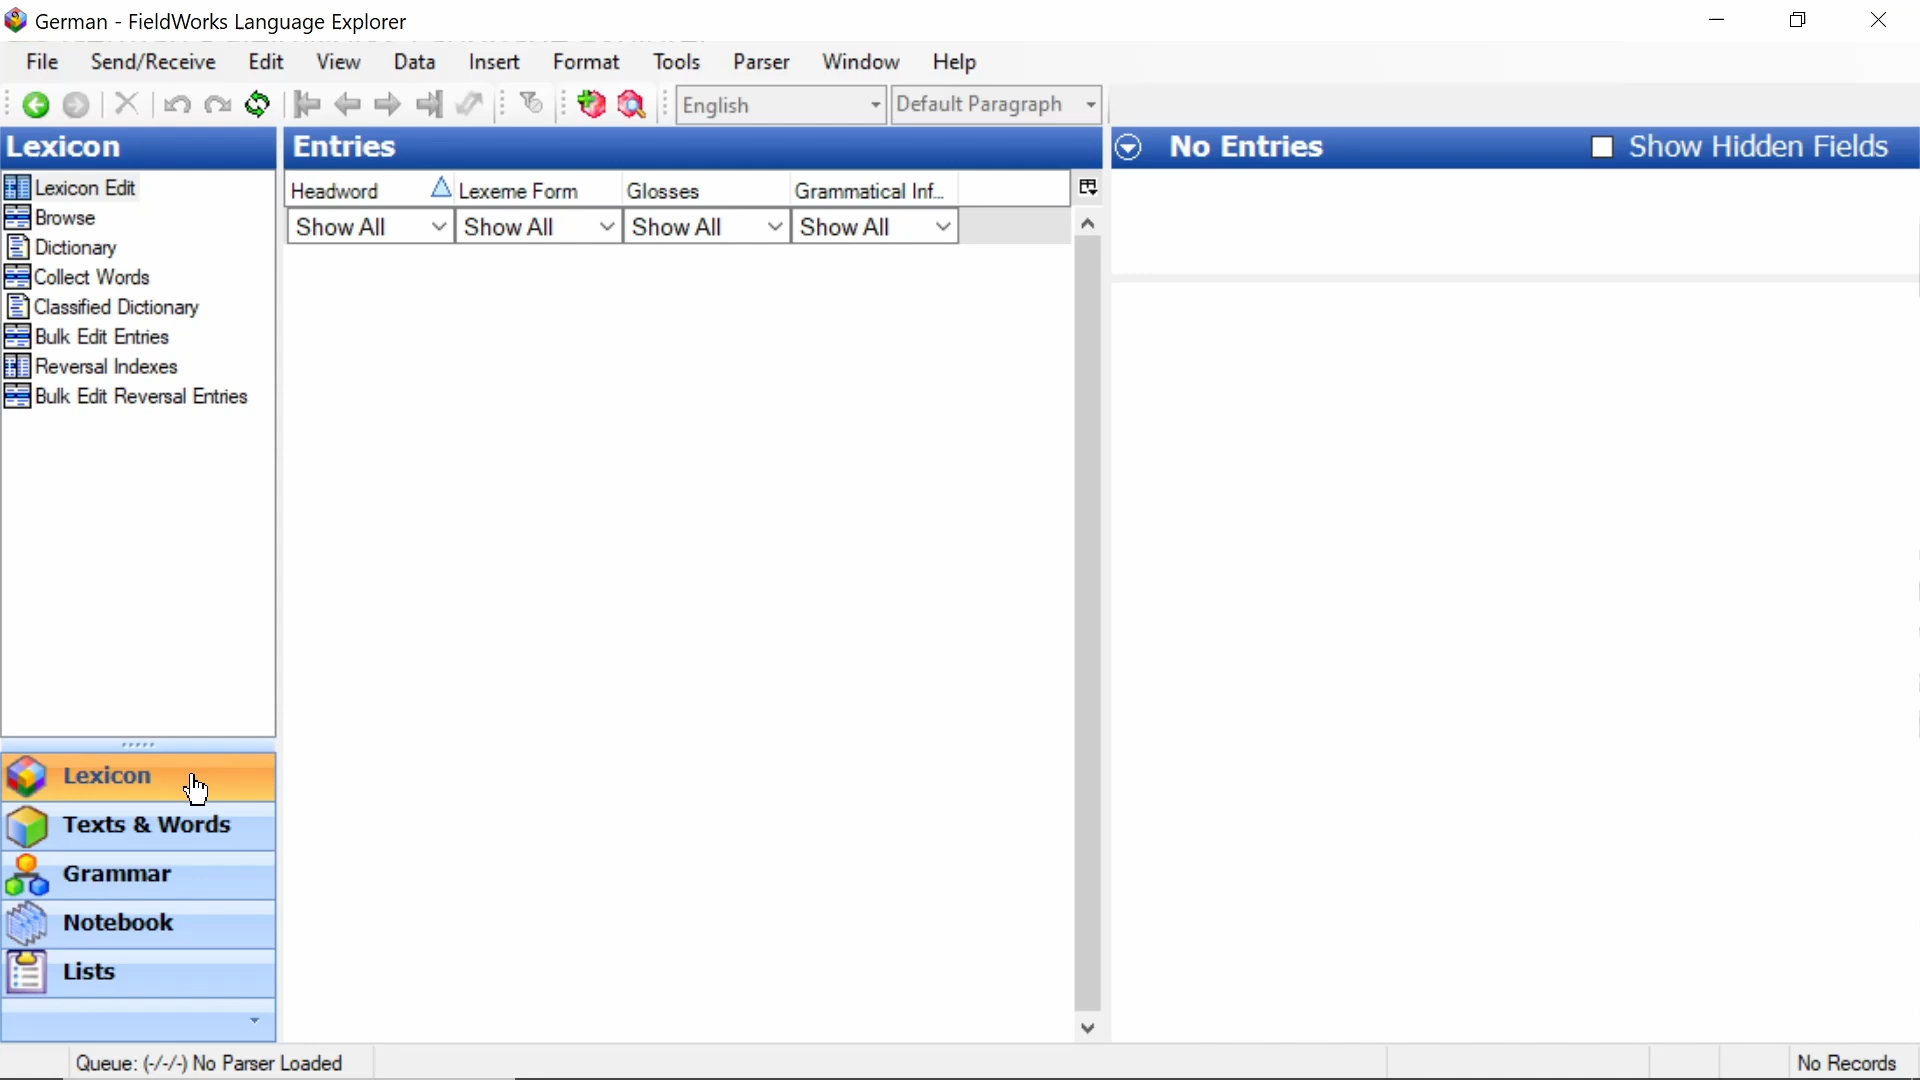 German - FieldWorks Language Explorer
File Send/Receive Edit View Data Insert Format Tools Parser Window Help
English Default Paragraph
Lexicon
Lexicon Edit
Browse
Dictionary
Collect Words
Classified Dictionary
Bulk Edit Entries
Reversal Indexes
Bulk Edit Reversal Entries
Lexicon
Texts & Words
Grammar
Notebook
Lists
Entries
Headword Lexeme Form Glosses Grammatical Inf...
Show All Show All Show All Show All
No Entries Show Hidden Fields
Queue: (-/-/-) No Parser Loaded No Records